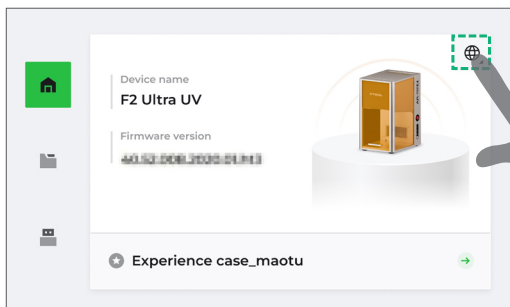 Device name
F2 Ultra UV
Firmware version
Experience case_maotu